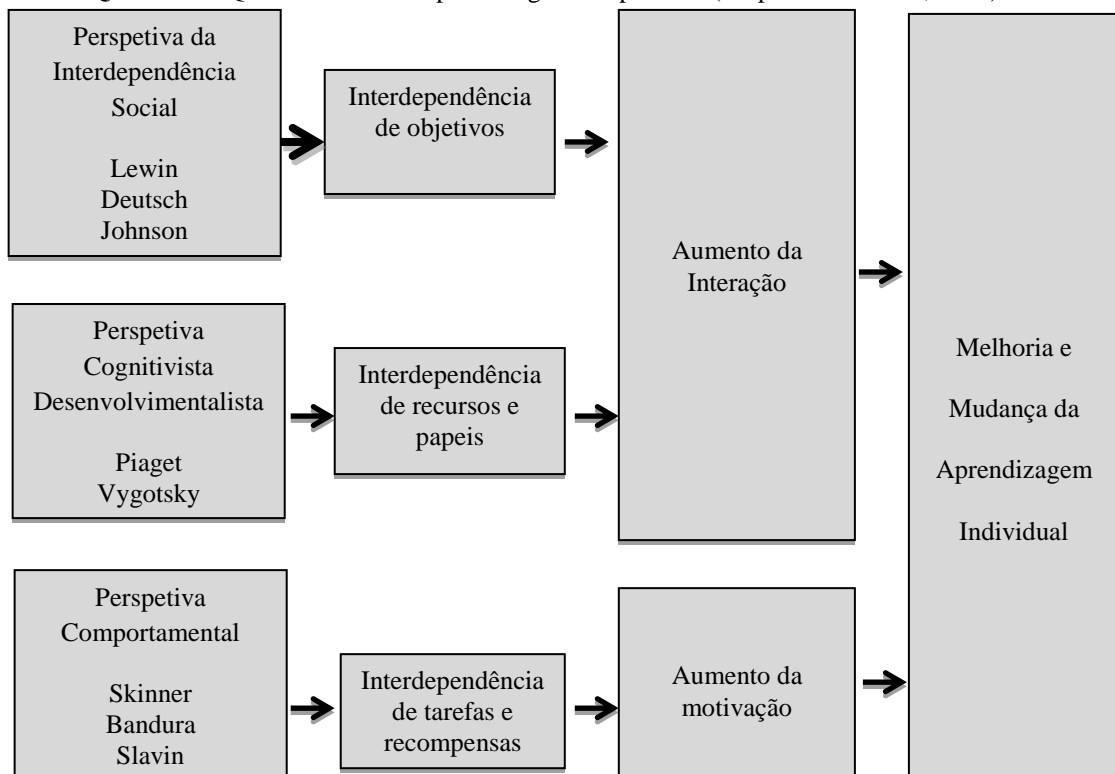 Perspetiva da
Interdependência
Social
Lewin
Deutsch
Johnson
Interdependência
de objetivos
Aumento da
Interação
Melhoria e
Mudança da
Aprendizagem
Individual
Perspetiva
Cognitivista
Desenvolvimentalista
Piaget
Vygotsky
Interdependência
de recursos e
papeis
Perspetiva
Comportamental
Skinner
Bandura
Slavin
Interdependência
de tarefas e
recompensas
Aumento da
motivação